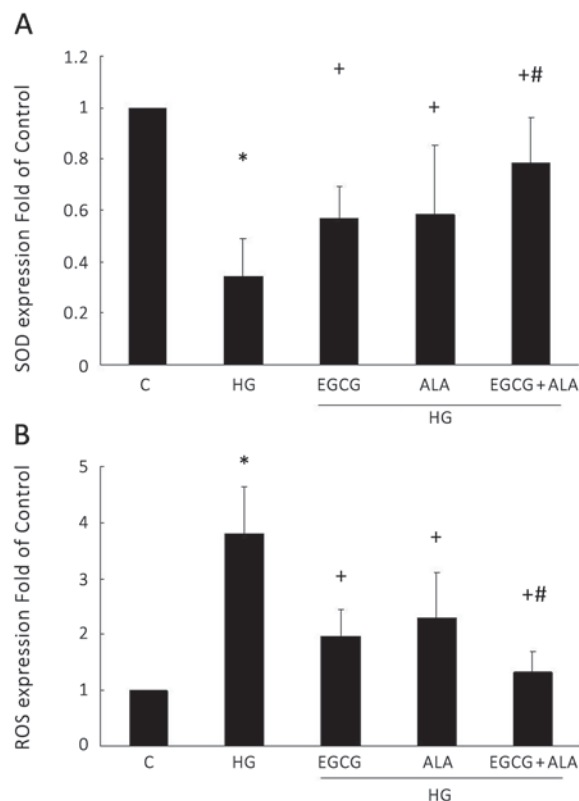 A
SOD expression Fold of Control
1.2
1
0.8
0.6
0.4
0.2
0
*
+
+
+#
C HG EGCG ALA EGCG+ALA
HG
B
ROS expression Fold of Control
5
4
3
2
1
0
*
+
+
+#
C HG EGCG ALA EGCG+ALA
HG